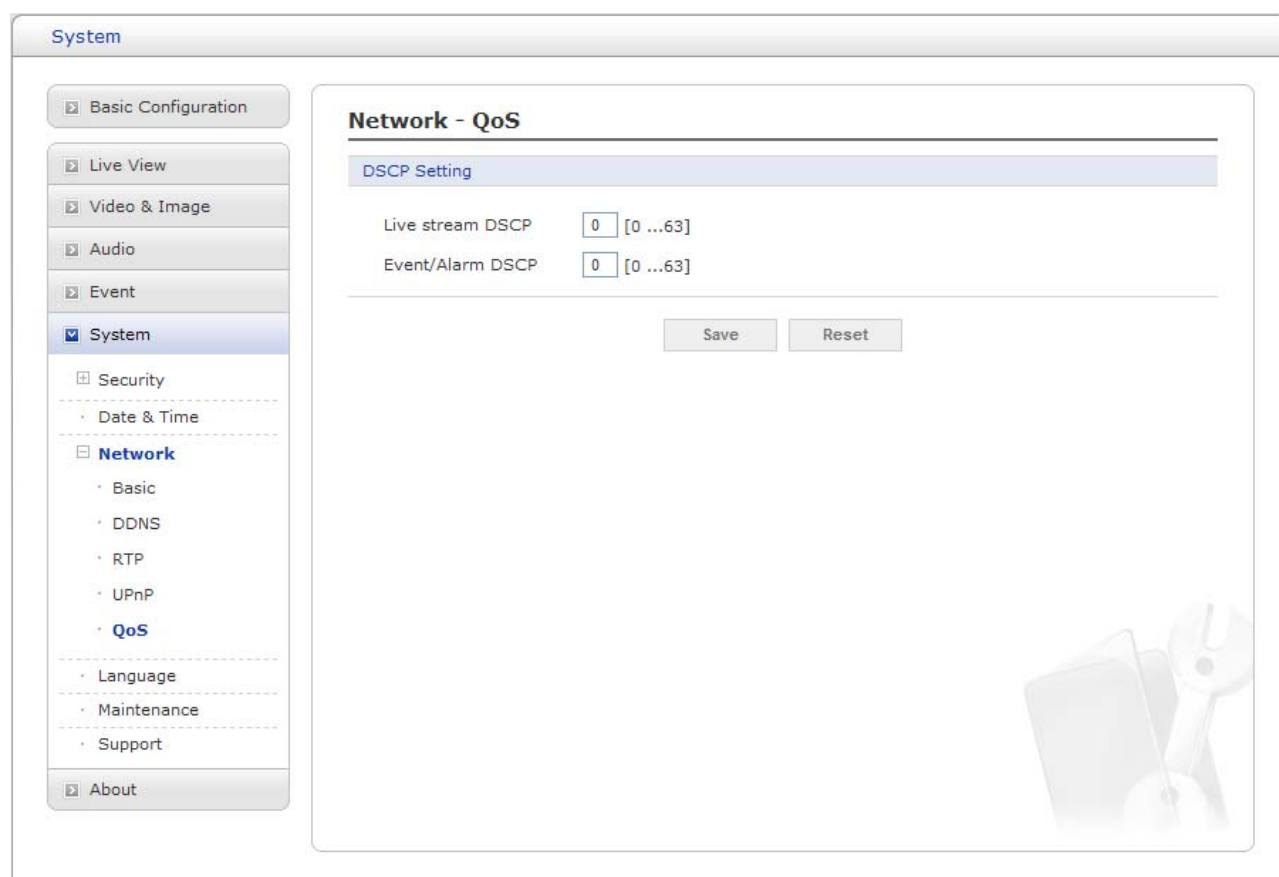 System
Basic Configuration
Live View
Video & Image
Audio
Event
System
Security
· Date & Time
Network
· Basic
· DDNS
· RTP
· UPnP
· QoS
· Language
· Maintenance
· Support
About
Network - QoS
DSCP Setting
Live stream DSCP 0 [0 ...63]
Event/Alarm DSCP 0 [0 ...63]
Save Reset